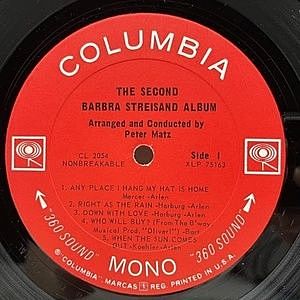 COLUMBIA
THE SECOND
BARBRA STREISAND ALBUM
Arranged and Conducted by
Peter Matz
CL 2054
NONBREAKABLE
Side 1
XLP 75163
1. ANY PLACE I HANG MY HAT IS HOME
Mercer-Arlen
2. RIGHT AS THE RAIN -Harburg-Arlen
3. DOWN WITH LOVE -Harburg-Arlen
4. WHO WILL BUY? (From The B'way
Musical Prod. "Oliver!") -Bart
5. WHEN THE SUN COMES
OUT -Koehler-Arlen
"360 SOUND" MONO "360 SOUND"
® "COLUMBIA", MARCAS REG. PRINTED IN U.S.A.